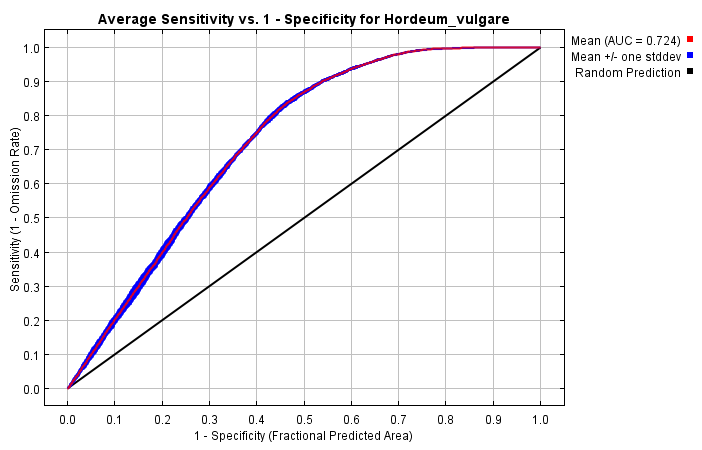 Average Sensitivity vs. 1 - Specificity for Hordeum_vulgare
Mean (AUC = 0.724)
Mean +/- one stddev
Random Prediction
Sensitivity (1 - Omission Rate)
1.0
0.9
0.8
0.7
0.6
0.5
0.4
0.3
0.2
0.1
0.0
0.0 0.1 0.2 0.3 0.4 0.5 0.6 0.7 0.8 0.9 1.0
1 - Specificity (Fractional Predicted Area)